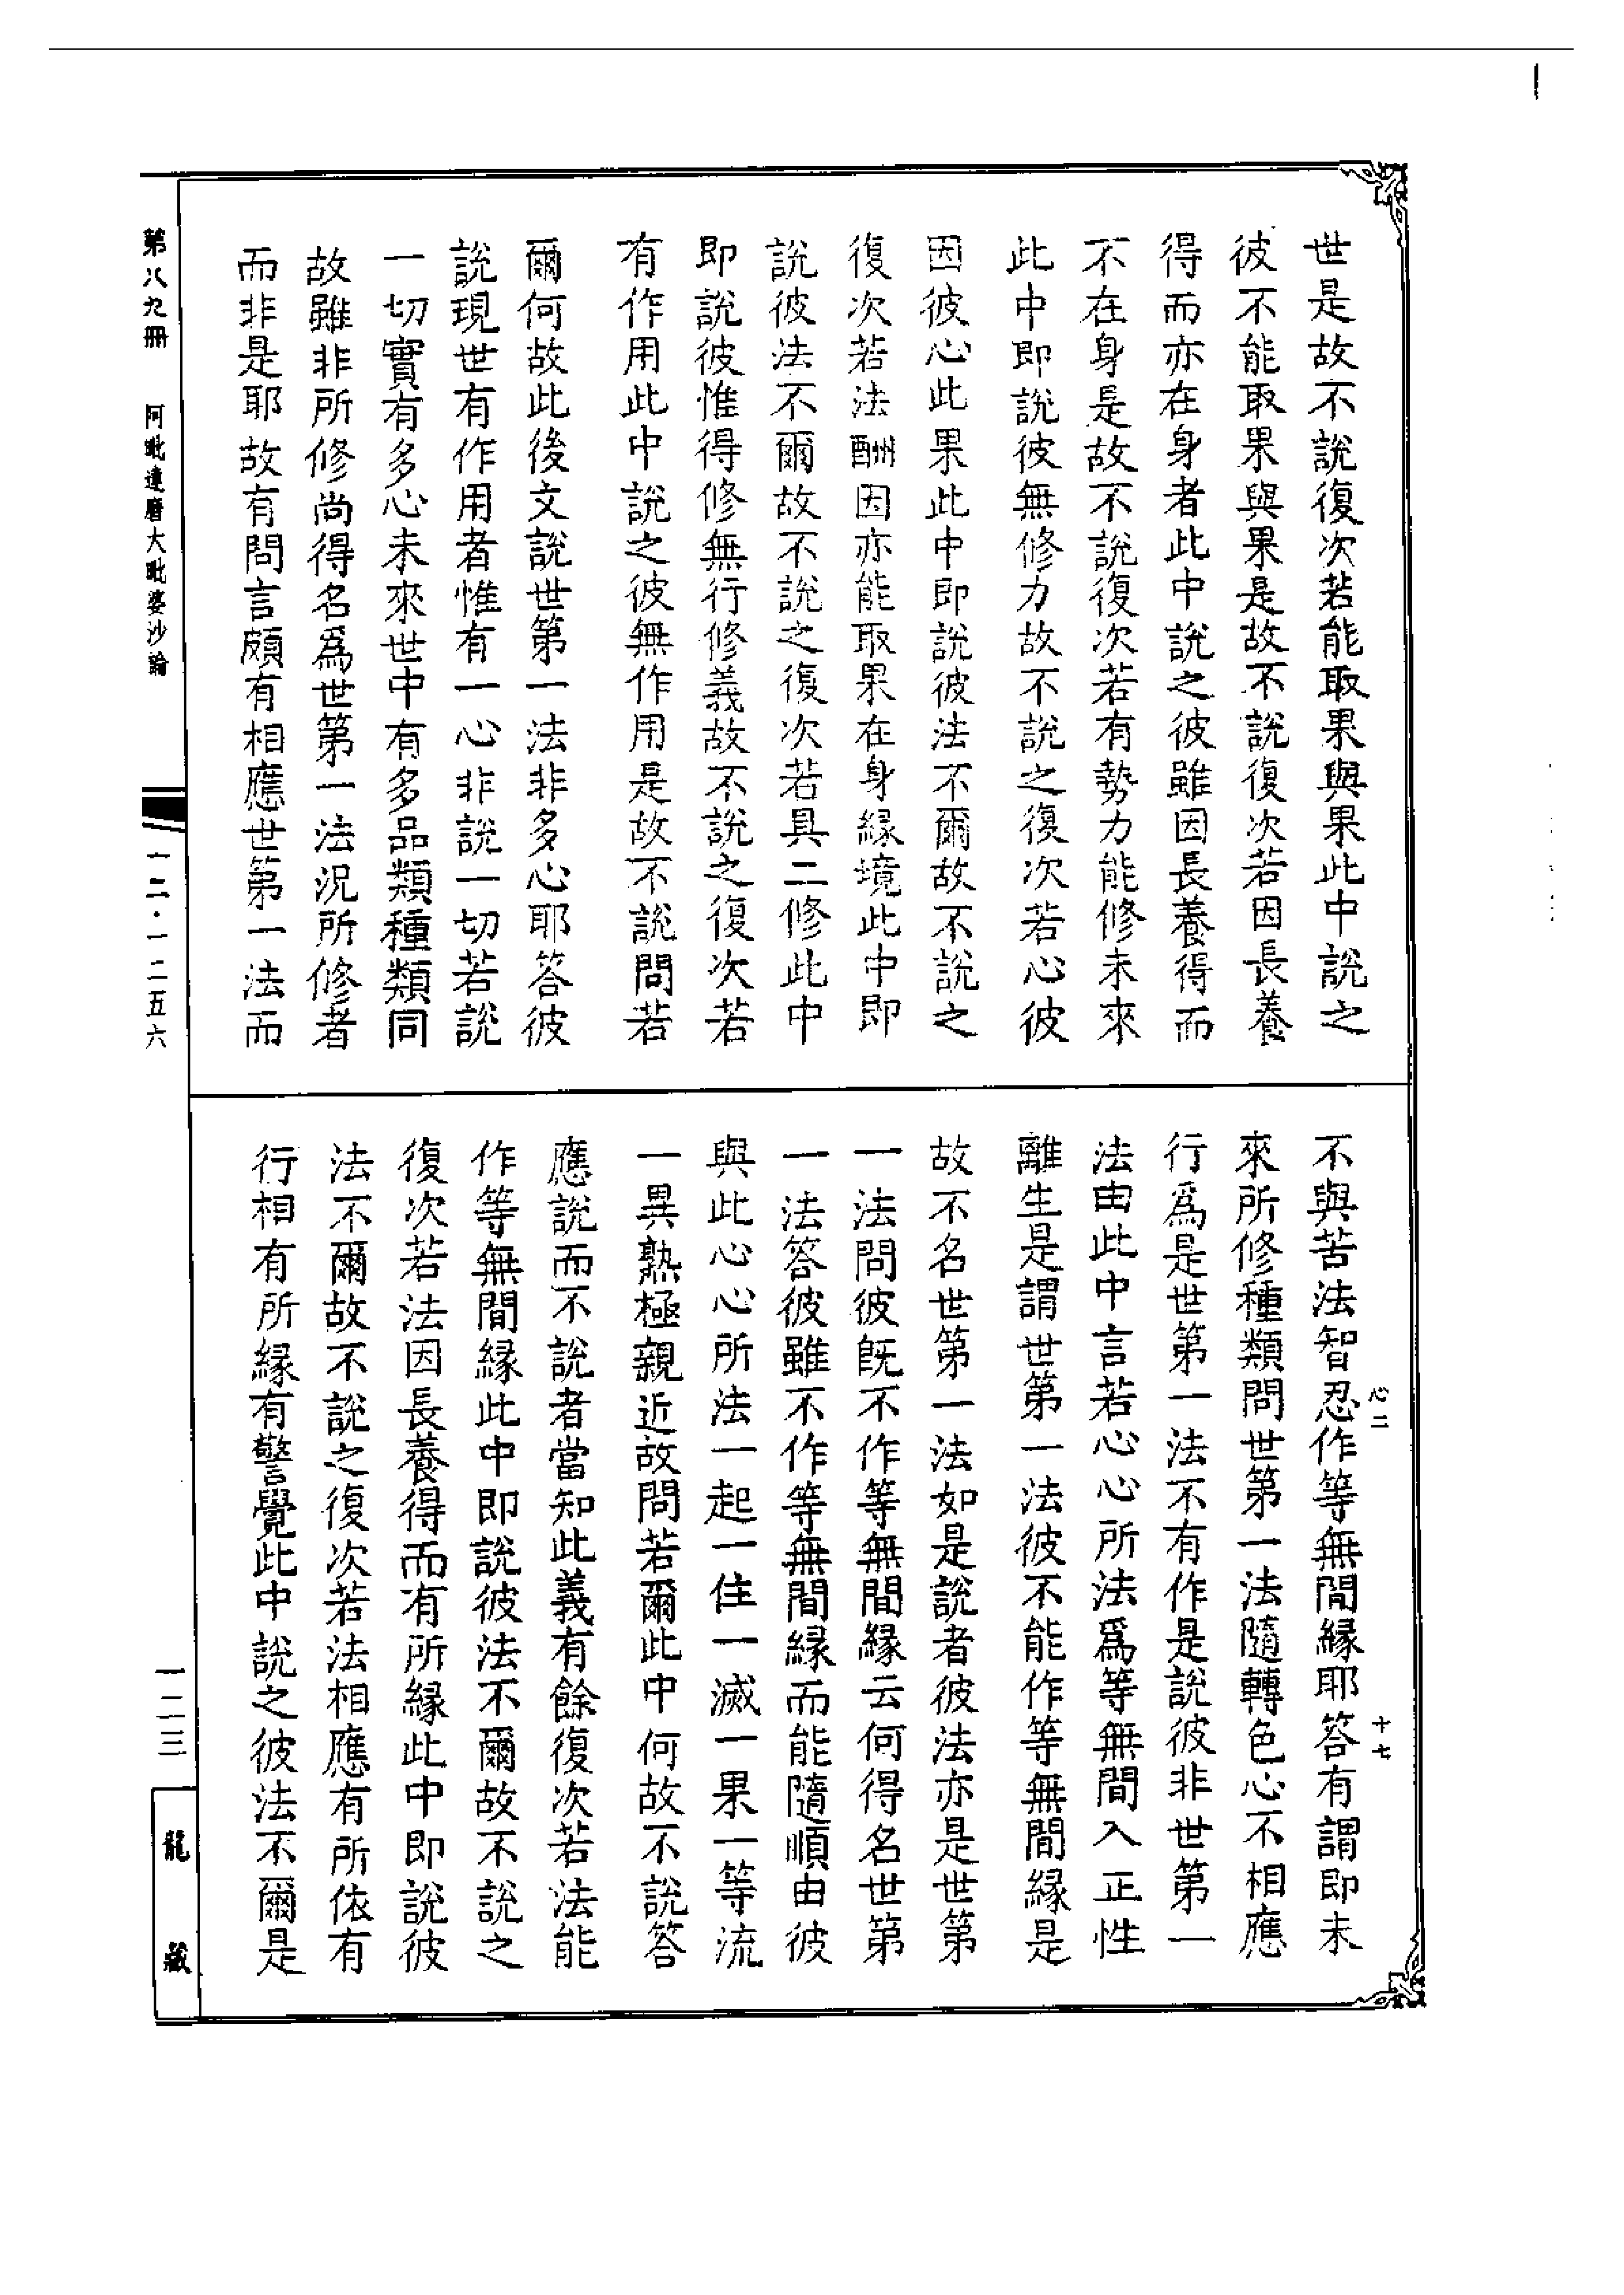 世是故不說復次若能取果與果此中說之
彼不能取果與果是故不說復次若因長養
得而亦在身者此中說之彼雖因長養得而
不在身是故不說復次若有勢力能修未來
此中即說彼無修力故不說之復次若心彼
因彼心此果此中即說彼法不爾故不說之
復次若法酬因亦能取果在身緣境此中即
說彼法不爾故不說之復次若具二修此中
即說彼惟得修無行修義故不說之復次若
有作用此中說之彼無作用是故不說問若
爾何故此後文說世第一法非多心耶答彼
說現世有作用者惟有一心非說一切若說
一切實有多心未來世中有多品類種類同
故雖非所修尚得名爲世第一法況所修者
而非是耶故有問言頗有相應世第一法而
不與苦法智忍作等無間緣耶答有謂即未
來所修種類問世第一法隨轉色心不相應
行爲是世第一法不有作是說彼非世第一
法由此中言若心心所法爲等無間入正性
離生是謂世第一法彼不能作等無間緣是
故不名世第一法如是說者彼法亦是世第
一法問彼既不作等無間緣云何得名世第
一法答彼雖不作等無間緣而能隨順由彼
與此心心所法一起一住一滅一果一等流
一異熟極親近故問若爾此中何故不說答
應說而不說者當知此義有餘復次若法能
作等無間緣此中即說彼法不爾故不說之
復次若法因長養得而有所緣此中即說彼
法不爾故不說之復次若法相應有所依有
行相有所緣有警覺此中說之彼法不爾是
心二
十七
第八九冊
阿毗達磨大毗婆沙論
一二·一二五六
一二三
龍藏